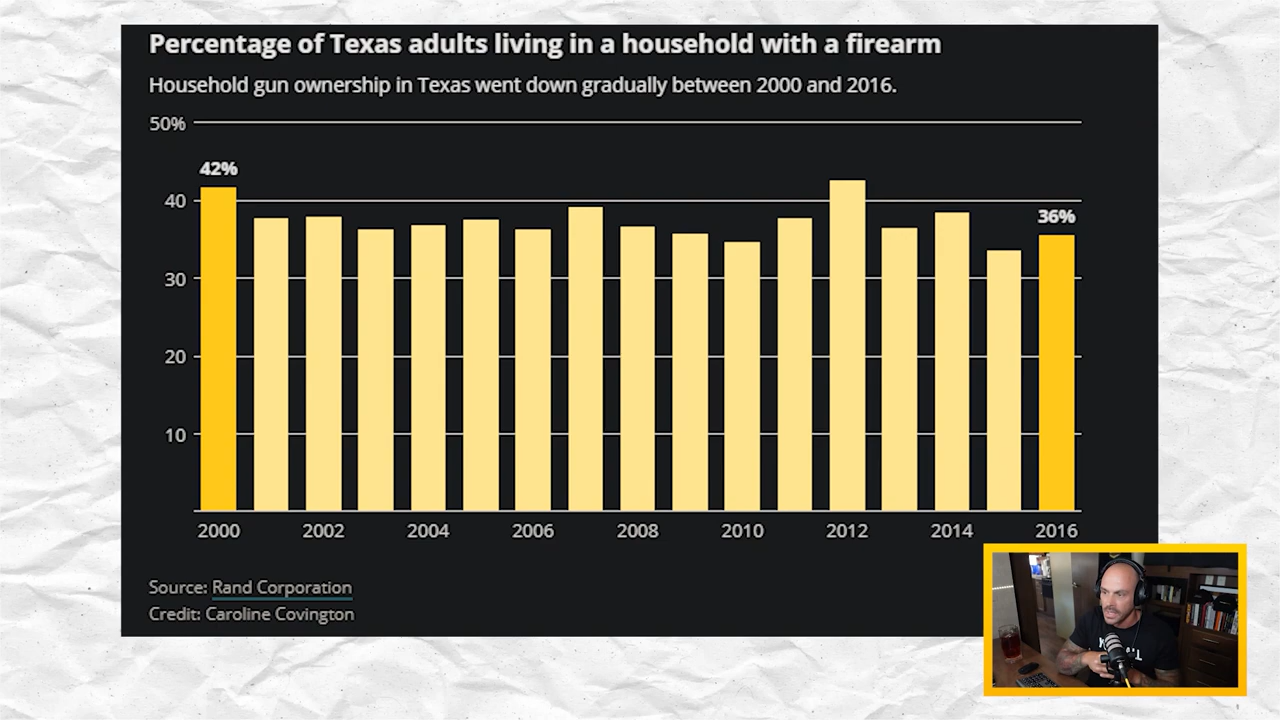 Percentage of Texas adults living in a household with a firearm
Household gun ownership in Texas went down gradually between 2000 and 2016.
50%
42%
40
36%
30
20
10
2000 2002 2004 2006 2008 2010 2012 2014 2016
Source: Rand Corporation
Credit: Caroline Covington